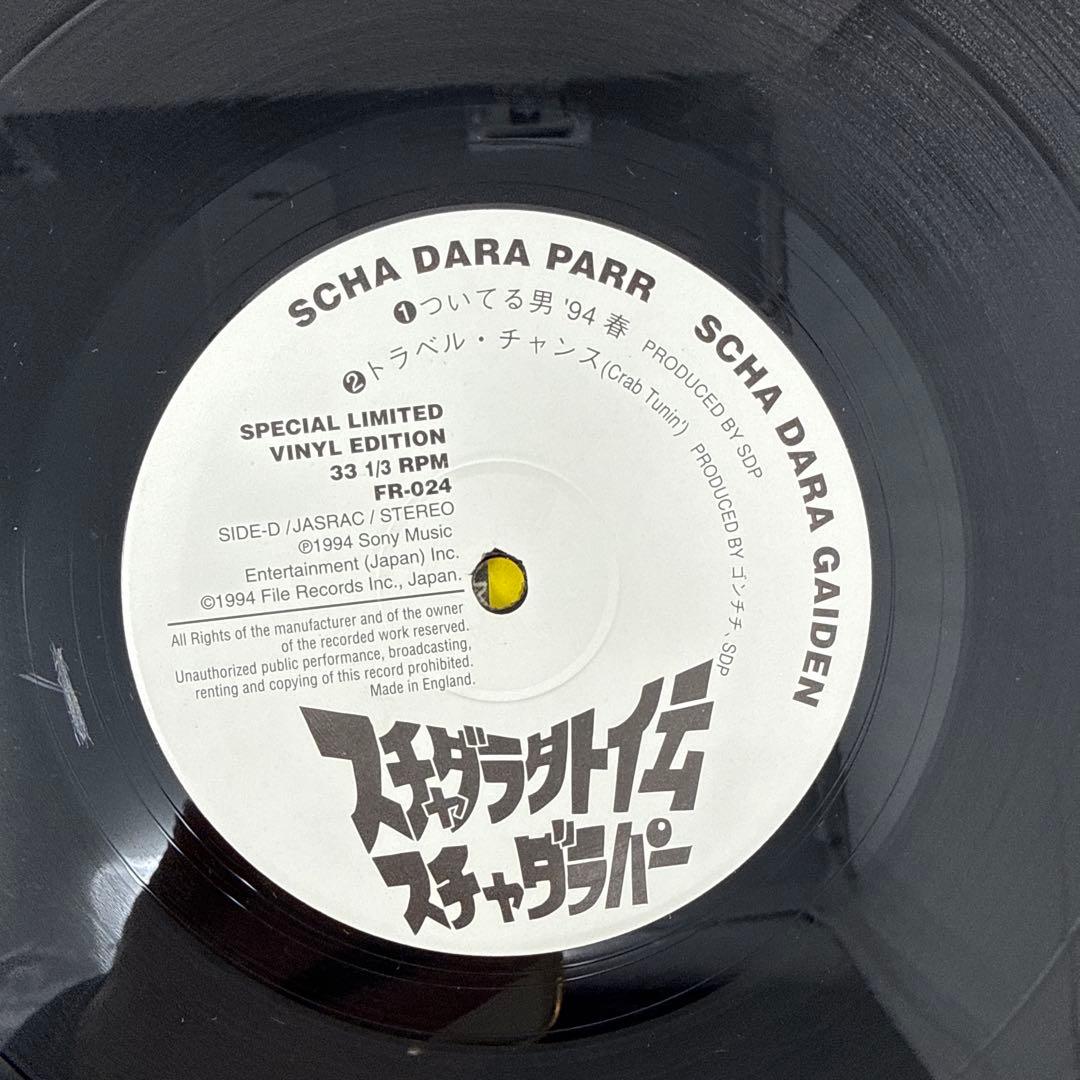 SCHA DARA PARR SCHA DARA GAIDEN
❶ついてる男 '94 春 PRODUCED BY SDP
❷トラベル・チャンス(Crab Tunin') PRODUCED BY ゴンチチ、SDP
SPECIAL LIMITED
VINYL EDITION
33 1/3 RPM
FR-024
SIDE-D / JASRAC / STEREO
℗1994 Sony Music
Entertainment (Japan) Inc.
©1994 File Records Inc., Japan.
All Rights of the manufacturer and of the owner
of the recorded work reserved.
Unauthorized public performance, broadcasting,
renting and copying of this record prohibited.
Made in England.
スチャダラ外伝
スチャダラパー